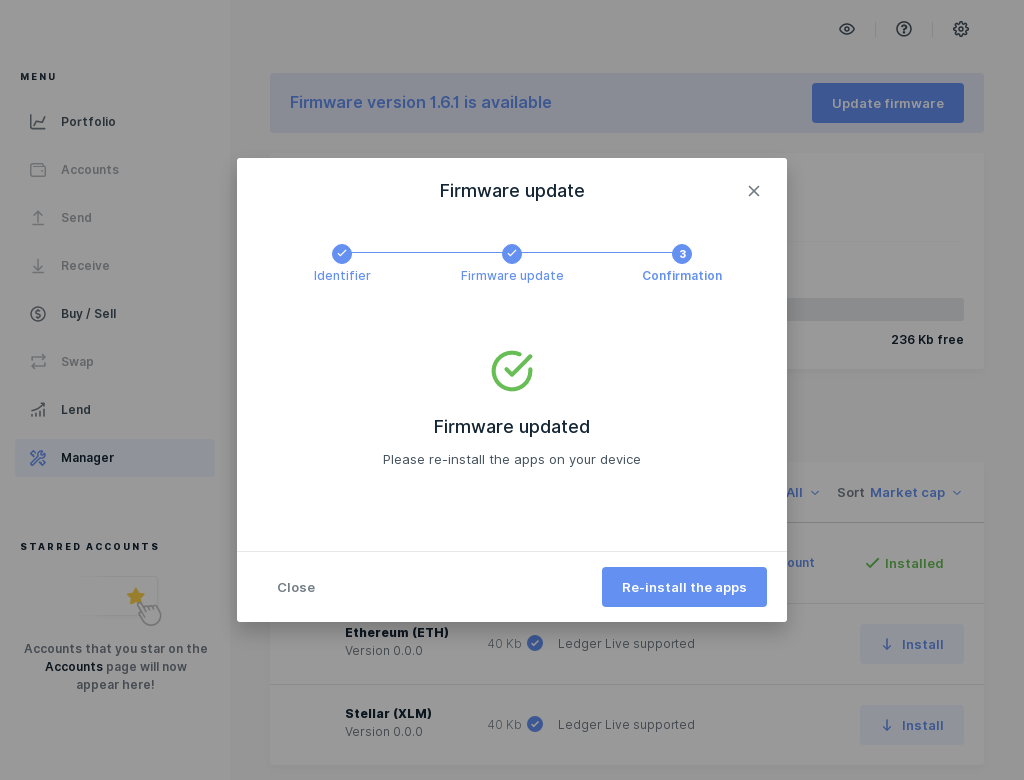 MENU
Portfolio
Accounts
Send
Receive
Buy / Sell
Swap
Lend
Manager
STARRED ACCOUNTS
Accounts that you star on the
Accounts page will now
appear here!
Firmware version 1.6.1 is available
Update firmware
Firmware update
Identifier
Firmware update
3
Confirmation
Firmware updated
Please re-install the apps on your device
Close
Re-install the apps
236 Kb free
All
Sort Market cap
Installed
Ethereum (ETH)
Version 0.0.0
40 Kb
Ledger Live supported
Install
Stellar (XLM)
Version 0.0.0
40 Kb
Ledger Live supported
Install